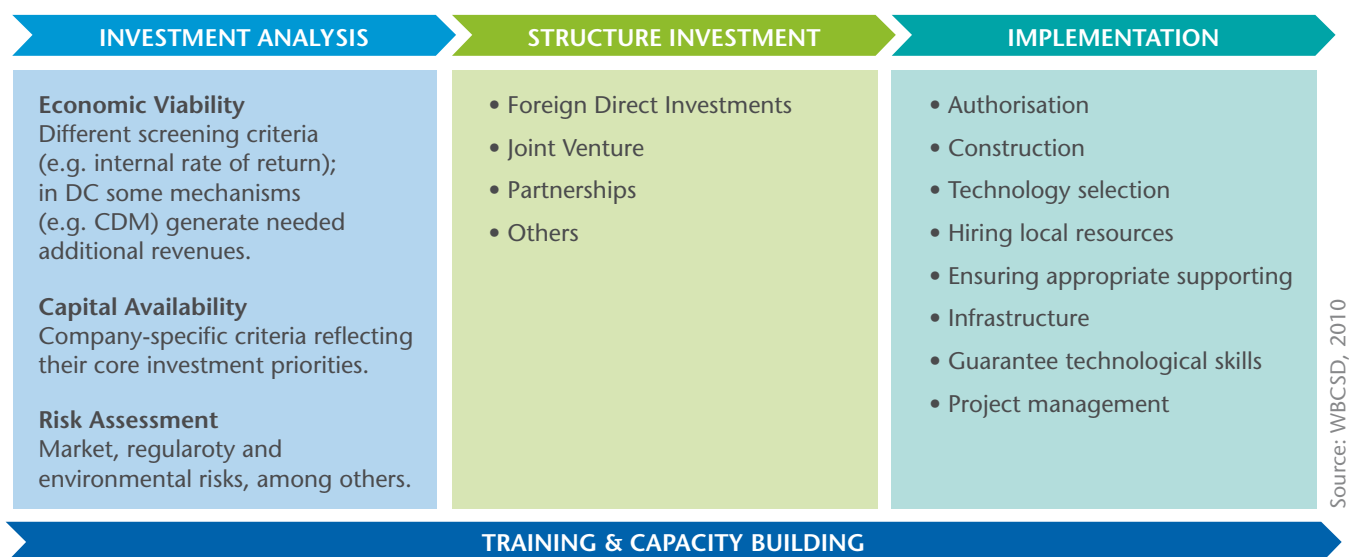 INVESTMENT ANALYSIS
Economic Viability
Different screening criteria
(e.g. internal rate of return);
in DC some mechanisms
(e.g. CDM) generate needed
additional revenues.
Capital Availability
Company-specific criteria reflecting
their core investment priorities.
Risk Assessment
Market, regularoty and
environmental risks, among others.
STRUCTURE INVESTMENT
• Foreign Direct Investments
• Joint Venture
• Partnerships
• Others
IMPLEMENTATION
• Authorisation
• Construction
• Technology selection
• Hiring local resources
• Ensuring appropriate supporting
• Infrastructure
• Guarantee technological skills
• Project management
Source: WBCSD, 2010
TRAINING & CAPACITY BUILDING